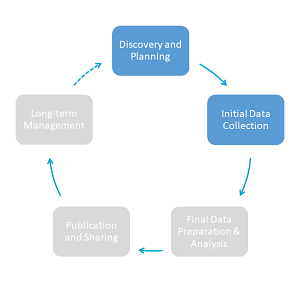 Discovery and
Planning
Initial Data
Collection
Final Data
Preparation &
Analysis
Publication
and Sharing
Long-term
Management